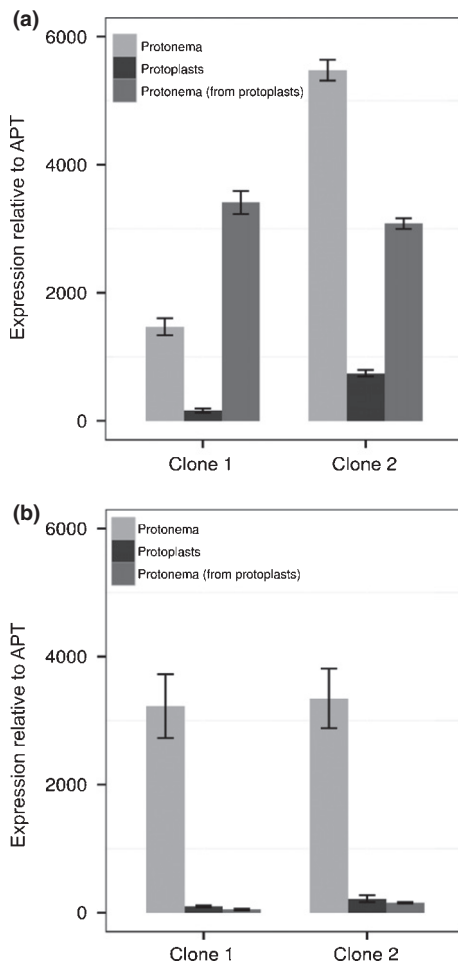 (a)
6000
4000
2000
0
Expression relative to APT
Protonema
Protoplasts
Protonema (from protoplasts)
Clone 1
Clone 2
(b)
6000
4000
2000
0
Expression relative to APT
Protonema
Protoplasts
Protonema (from protoplasts)
Clone 1
Clone 2